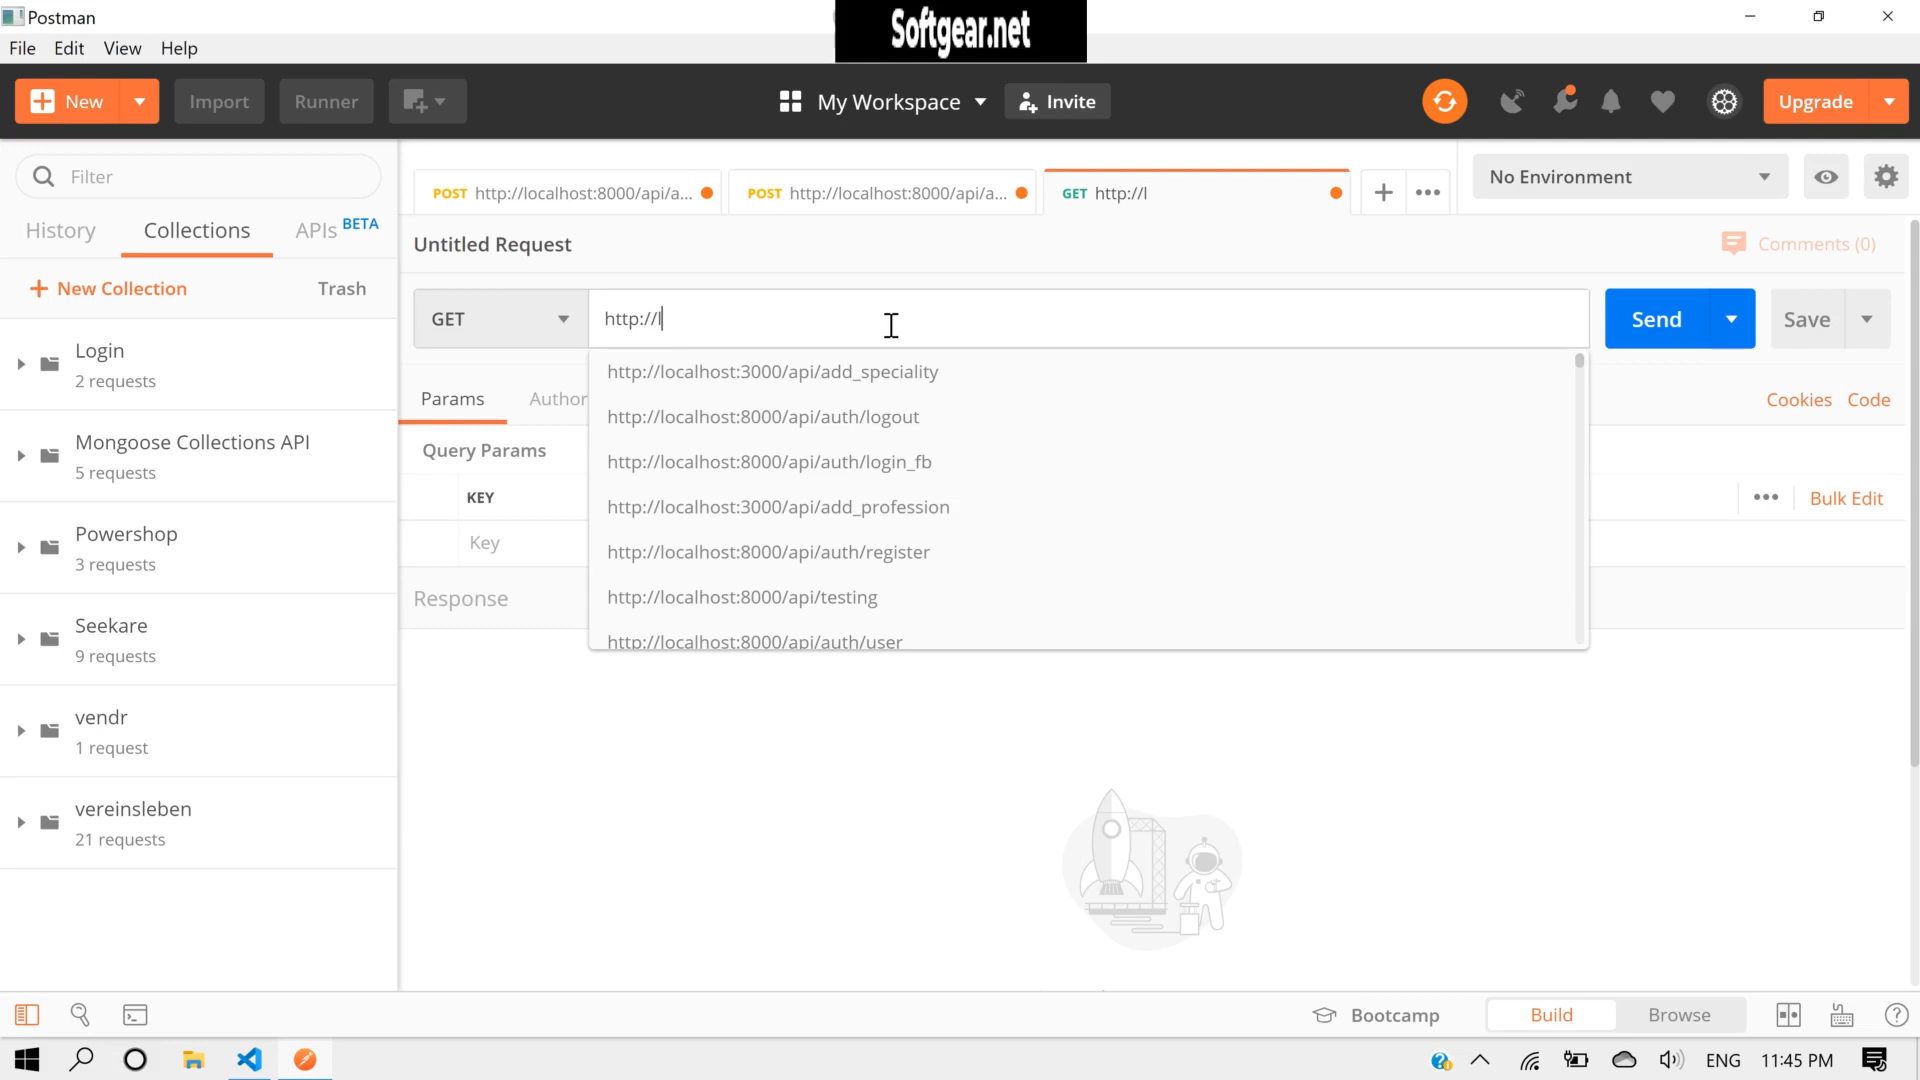 Postman
Softgear.net
File Edit View Help
New Import Runner My Workspace Invite Upgrade
Filter
History Collections APIs BETA
New Collection Trash
Login
2 requests
Mongoose Collections API
5 requests
Powershop
3 requests
Seekare
9 requests
vendr
1 request
vereinsleben
21 requests
POST http://localhost:8000/api/a... POST http://localhost:8000/api/a... GET http://l No Environment
Untitled Request Comments (0)
GET http://l Send Save
http://localhost:3000/api/add_speciality
http://localhost:8000/api/auth/logout
http://localhost:8000/api/auth/login_fb
http://localhost:3000/api/add_profession
http://localhost:8000/api/auth/register
http://localhost:8000/api/testing
http://localhost:8000/api/auth/user
Params Author Cookies Code
Query Params
KEY Bulk Edit
Key
Response
Bootcamp Build Browse
ENG 11:45 PM